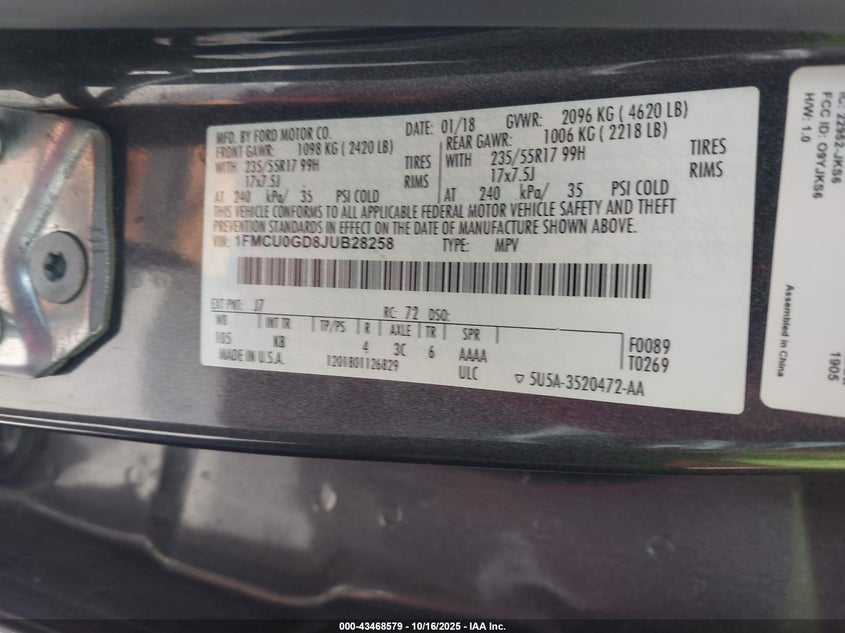 MFD. BY FORD MOTOR CO.
DATE: 01/18 GVWR: 2096 KG ( 4620 LB)
FRONT GAWR: 1098 KG ( 2420 LB)
REAR GAWR: 1006 KG ( 2218 LB)
WITH 235/55R17 99H TIRES
WITH 235/55R17 99H TIRES
17x7.5J RIMS
17x7.5J RIMS
AT 240 kPa/ 35 PSI COLD
AT 240 kPa/ 35 PSI COLD
THIS VEHICLE CONFORMS TO ALL APPLICABLE FEDERAL MOTOR VEHICLE SAFETY AND THEFT
PREVENTION STANDARDS IN EFFECT ON THE DATE OF MANUFACTURE SHOWN ABOVE.
VIN: 1FMCU0GD8JUB28258 TYPE: MPV
EXT PNT: J7 RC: 72 DSO:
WB INT TR TP/PS R AXLE TR SPR
105 KB 4 3C 6 AAAA
F0089
T0269
MADE IN U.S.A. 1201801126829 ULC
▽ 5U5A-3520472-AA
IC: 22952-JKS6
FCC ID: O9YJKS6
H/W: 1.0
Assembled in China
1905
000-43468579 - 10/16/2025 - IAA Inc.